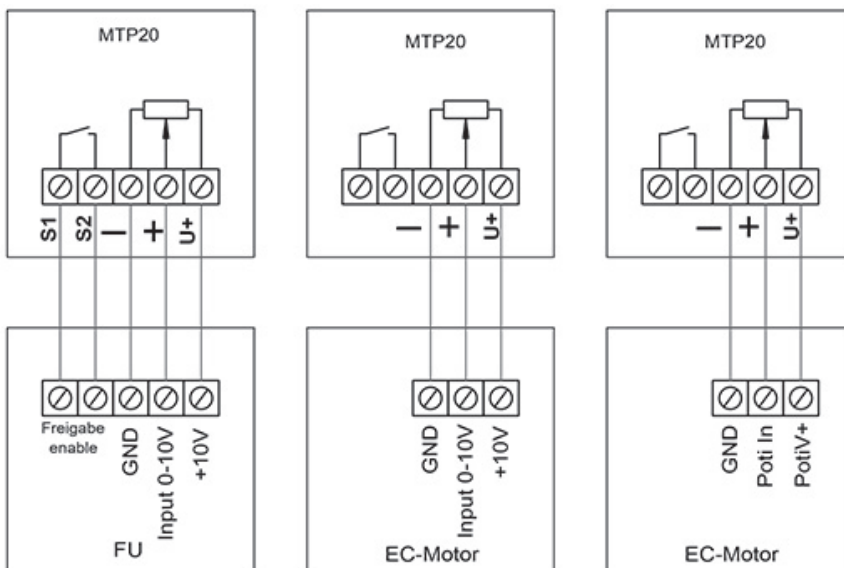 MTP20
S1 S2 — + U+
Freigabe
enable
GND
Input 0-10V
+10V
FU
MTP20
— + U+
GND
Input 0-10V
+10V
EC-Motor
MTP20
— + U+
GND
Poti In
PotiV+
EC-Motor